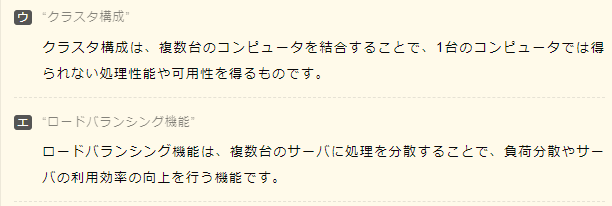 ウ “クラスタ構成”
クラスタ構成は、複数台のコンピュータを結合することで、1台のコンピュータでは得
られない処理性能や可用性を得るものです。
エ “ロードバランシング機能”
ロードバランシング機能は、複数台のサーバに処理を分散することで、負荷分散やサー
バの利用効率の向上を行う機能です。